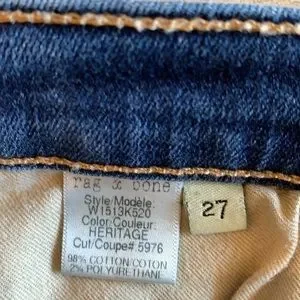 rag & bone
Style/Modèle:
W1513K520
Color/Couleur:
HERITAGE
Cut/Coupe# 5976
98% COTTON/COTON
2% POLYURETHANE
27